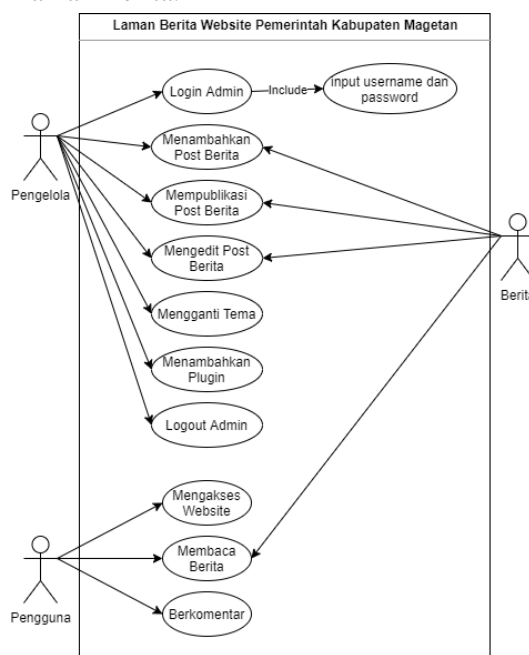 Laman Berita Website Pemerintah Kabupaten Magetan
Login Admin
Include
input username dan
password
Menambahkan
Post Berita
Mempublikasi
Post Berita
Mengedit Post
Berita
Mengganti Tema
Menambahkan
Plugin
Logout Admin
Pengelola
Berita
Mengakses
Website
Membaca
Berita
Berkomentar
Pengguna